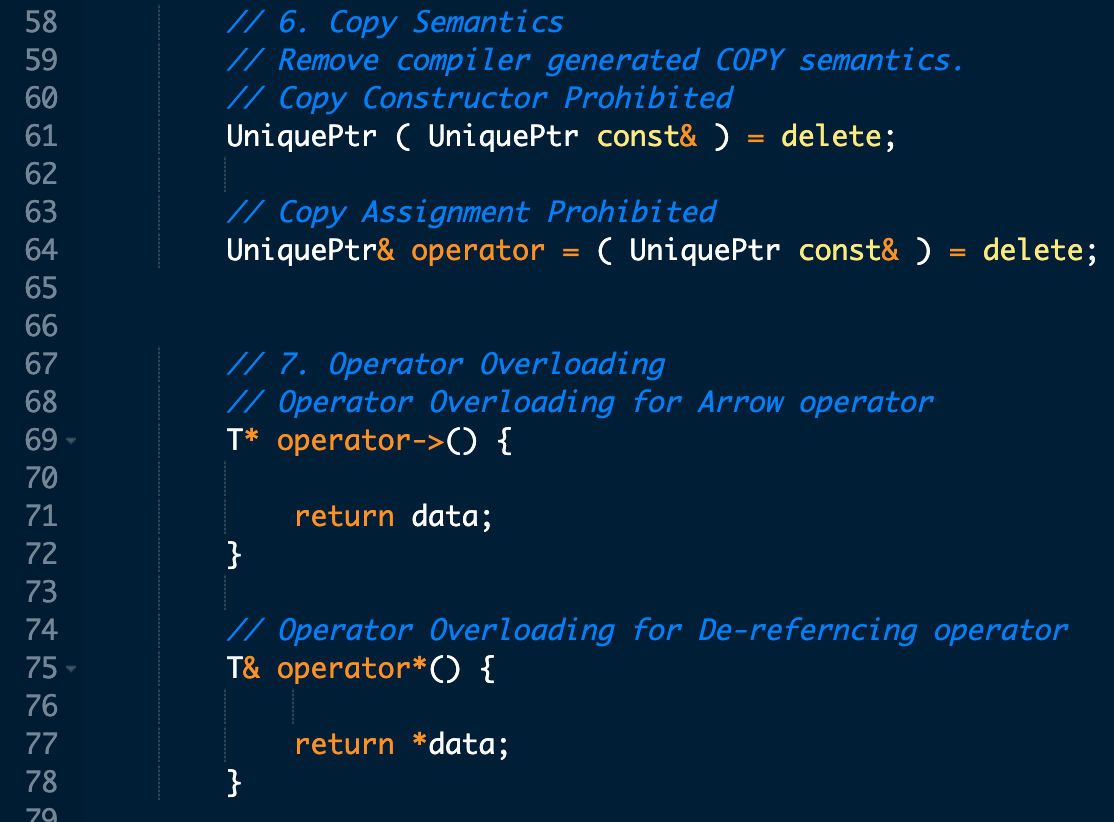 58 // 6. Copy Semantics
59 // Remove compiler generated COPY semantics.
60 // Copy Constructor Prohibited
61 UniquePtr ( UniquePtr const& ) = delete;
62
63 // Copy Assignment Prohibited
64 UniquePtr& operator = ( UniquePtr const& ) = delete;
65
66
67 // 7. Operator Overloading
68 // Operator Overloading for Arrow operator
69 T* operator->() {
70
71 return data;
72 }
73
74 // Operator Overloading for De-referncing operator
75 T& operator*() {
76
77 return *data;
78 }
79